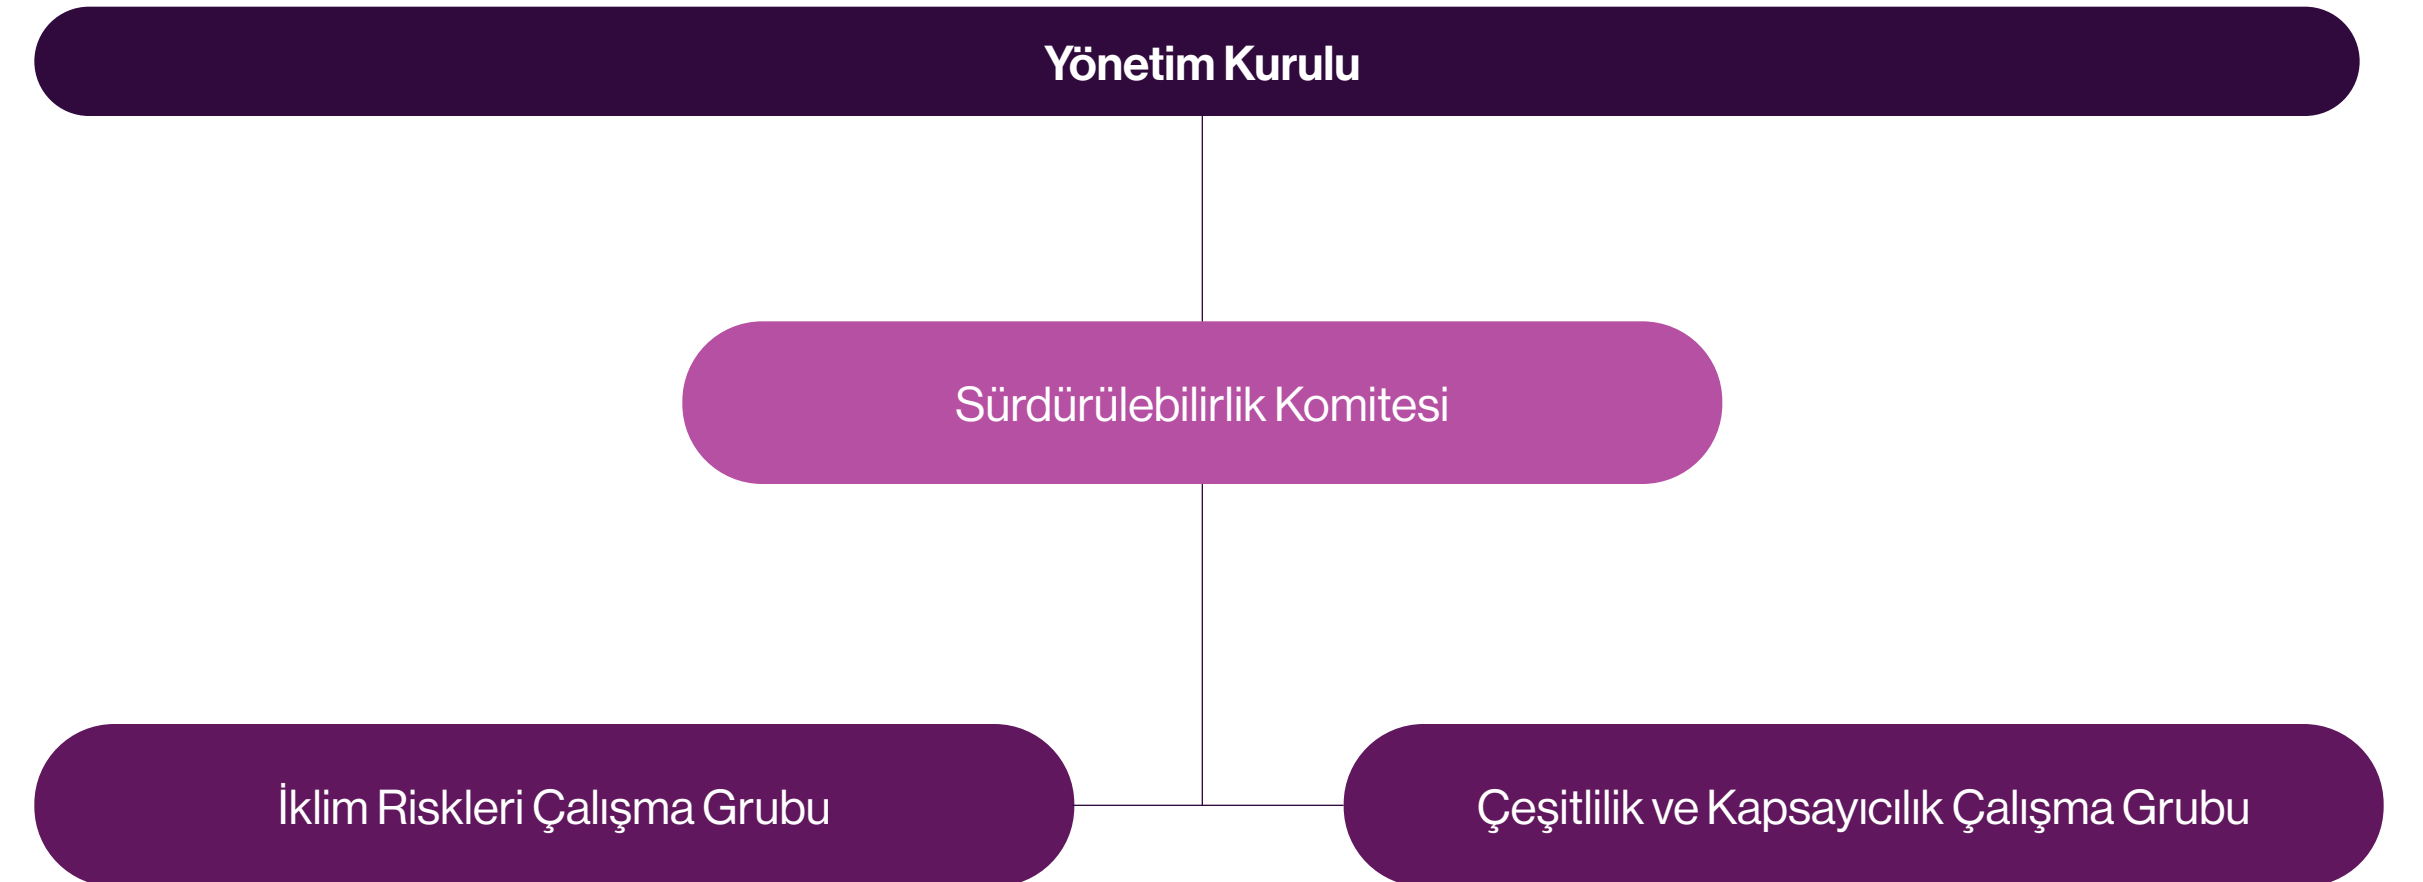 Yönetim Kurulu
Sürdürülebilirlik Komitesi
İklim Riskleri Çalışma Grubu
Çeşitlilik ve Kapsayıcılık Çalışma Grubu